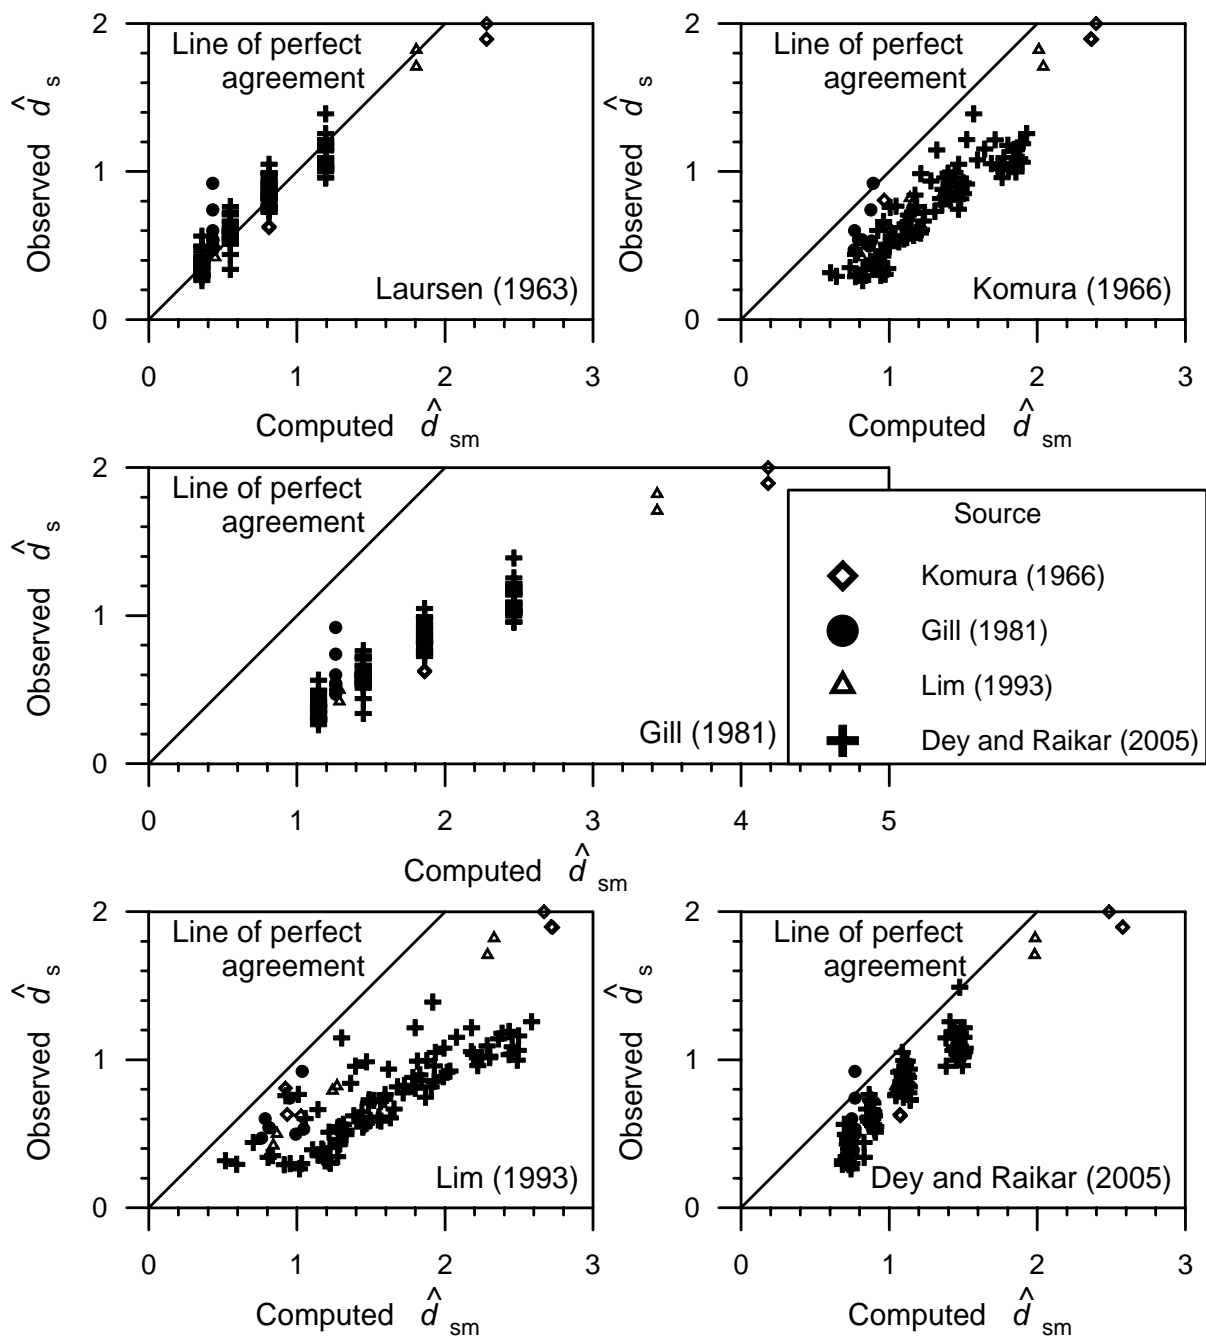 2
Line of perfect
agreement
Observed d̂ s
1
Laursen (1963)
0
0 1 2 3
Computed d̂ sm
2
Line of perfect
agreement
Observed d̂ s
1
Komura (1966)
0
0 1 2 3
Computed d̂ sm
2
Line of perfect
agreement
Observed d̂ s
1
Gill (1981)
0
0 1 2 3 4 5
Computed d̂ sm
Source
Komura (1966)
Gill (1981)
Lim (1993)
Dey and Raikar (2005)
2
Line of perfect
agreement
Observed d̂ s
1
Lim (1993)
0
0 1 2 3
Computed d̂ sm
2
Line of perfect
agreement
Observed d̂ s
1
Dey and Raikar (2005)
0
0 1 2 3
Computed d̂ sm